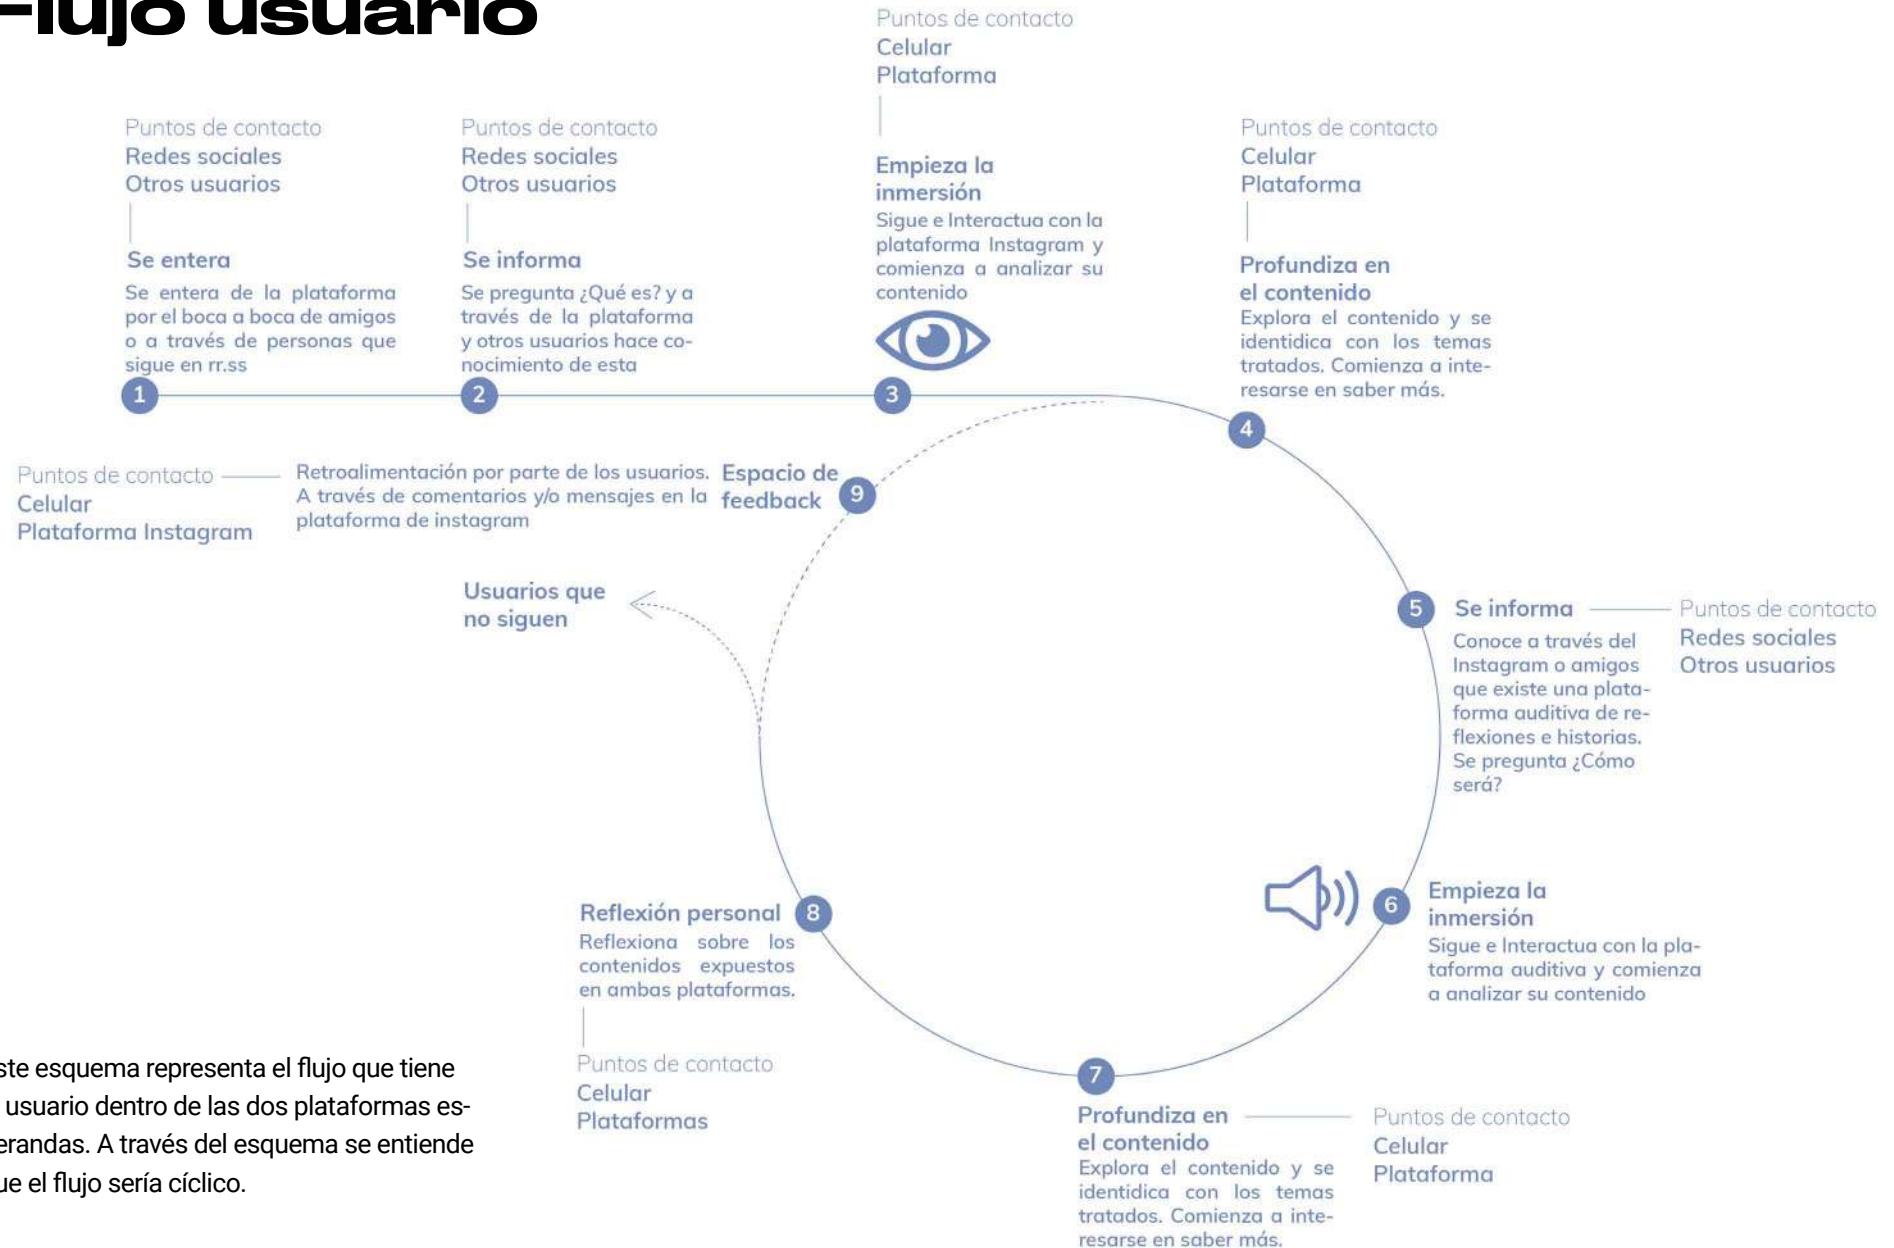 Flujo usuario
Puntos de contacto
Redes sociales
Otros usuarios
Se entera
Se entera de la plataforma
por el boca a boca de amigos
o a través de personas que
sigue en rr.ss
1
Puntos de contacto
Redes sociales
Otros usuarios
Se informa
Se pregunta ¿Qué es? y a
través de la plataforma
y otros usuarios hace co-
nocimiento de esta
2
Puntos de contacto
Celular
Plataforma
Empieza la
inmersión
Sigue e Interactua con la
plataforma Instagram y
comienza a analizar su
contenido
3
Puntos de contacto
Celular
Plataforma
Profundiza en
el contenido
Explora el contenido y se
identidica con los temas
tratados. Comienza a inte-
resarse en saber más.
4
5
Se informa
Conoce a través del
Instagram o amigos
que existe una plata-
forma auditiva de re-
flexiones e historias.
Se pregunta ¿Cómo
será?
Puntos de contacto
Redes sociales
Otros usuarios
6
Empieza la
inmersión
Sigue e Interactua con la pla-
taforma auditiva y comienza
a analizar su contenido
7
Profundiza en
el contenido
Explora el contenido y se
identidica con los temas
tratados. Comienza a inte-
resarse en saber más.
Puntos de contacto
Celular
Plataforma
8
Reflexión personal
Reflexiona sobre los
contenidos expuestos
en ambas plataformas.
Puntos de contacto
Celular
Plataformas
9
Espacio de
feedback
Retroalimentación por parte de los usuarios.
A través de comentarios y/o mensajes en la
plataforma de instagram
Puntos de contacto
Celular
Plataforma Instagram
Usuarios que
no siguen
ste esquema representa el flujo que tiene
usuario dentro de las dos plataformas es-
erandas. A través del esquema se entiende
ue el flujo sería cíclico.